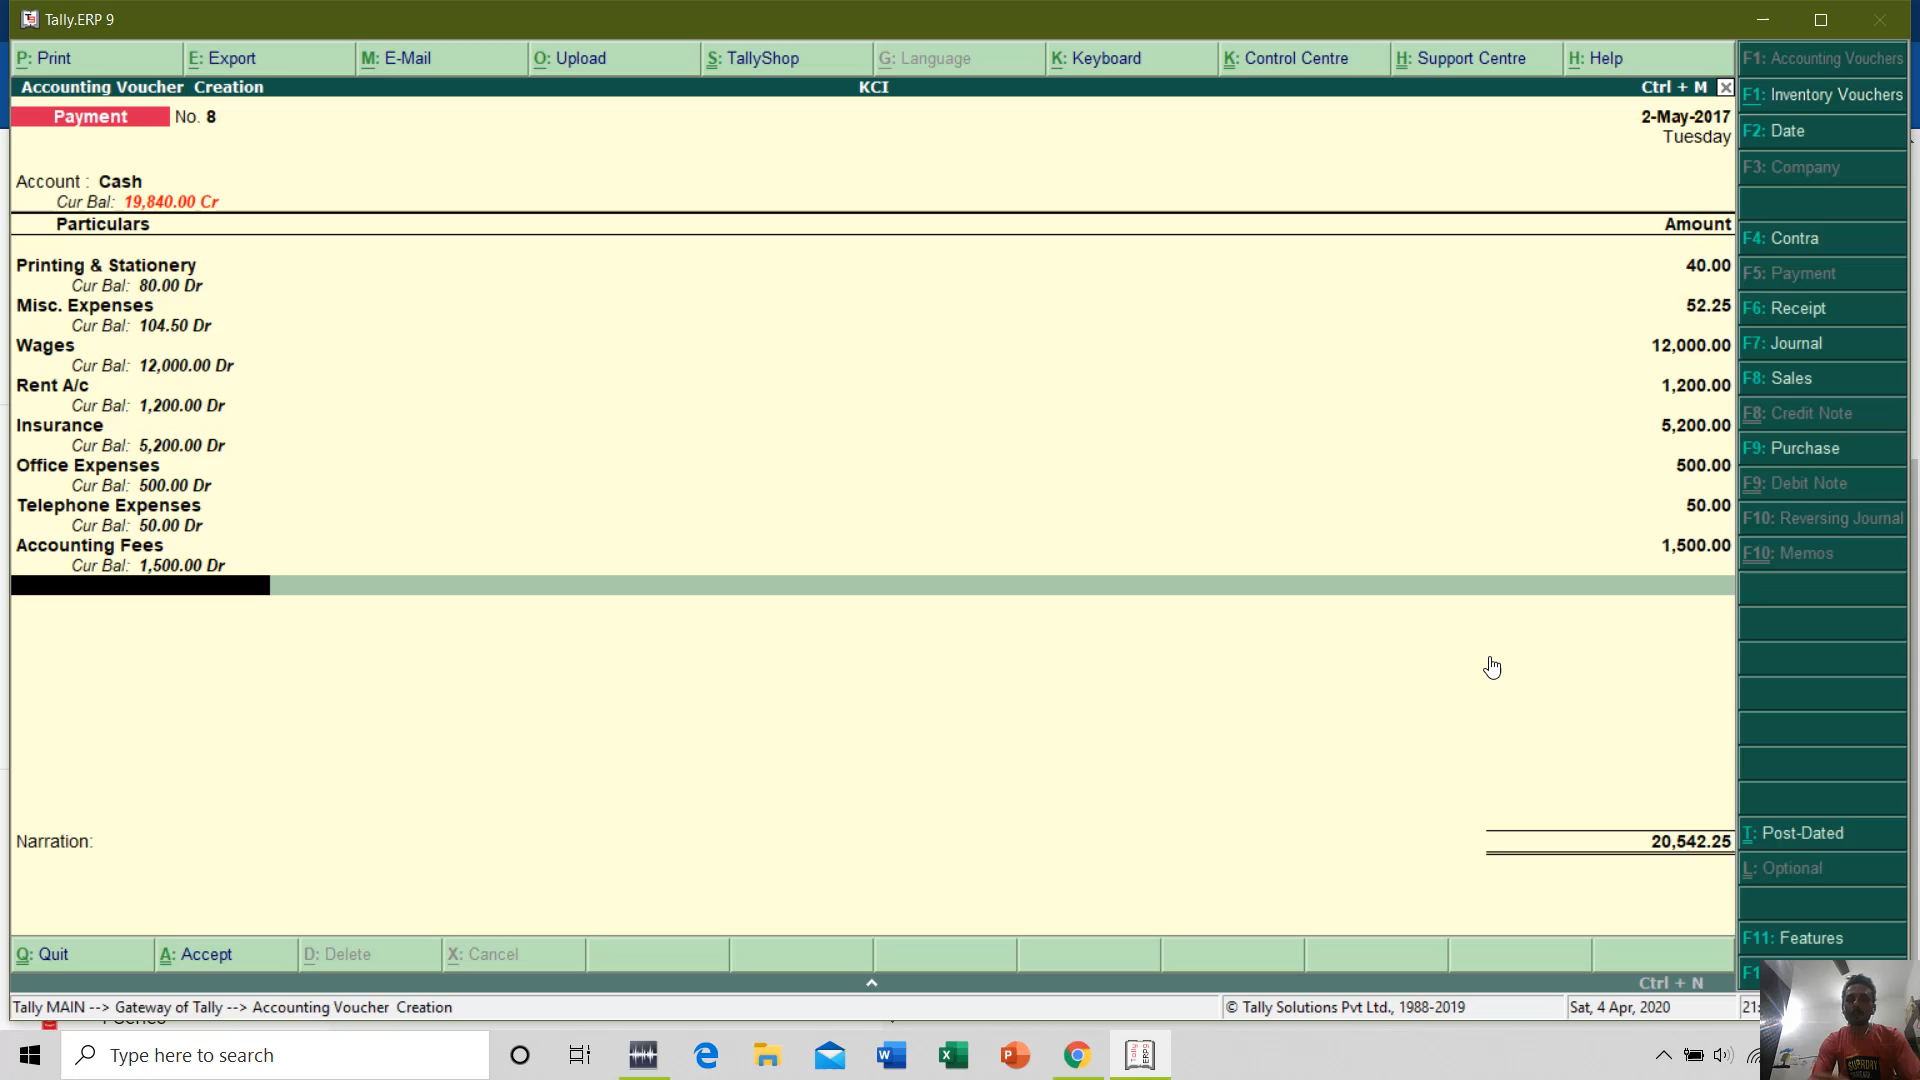 Tally.ERP 9
P: Print E: Export M: E-Mail O: Upload S: TallyShop G: Language K: Keyboard K: Control Centre H: Support Centre H: Help
Accounting Voucher Creation KCI Ctrl + M
Payment No. 8 2-May-2017
Tuesday
Account : Cash
Cur Bal: 19,840.00 Cr
Particulars Amount
Printing & Stationery 40.00
Cur Bal: 80.00 Dr
Misc. Expenses 52.25
Cur Bal: 104.50 Dr
Wages 12,000.00
Cur Bal: 12,000.00 Dr
Rent A/c 1,200.00
Cur Bal: 1,200.00 Dr
Insurance 5,200.00
Cur Bal: 5,200.00 Dr
Office Expenses 500.00
Cur Bal: 500.00 Dr
Telephone Expenses 50.00
Cur Bal: 50.00 Dr
Accounting Fees 1,500.00
Cur Bal: 1,500.00 Dr
Narration: 20,542.25
F1: Accounting Vouchers
F1: Inventory Vouchers
F2: Date
F3: Company
F4: Contra
F5: Payment
F6: Receipt
F7: Journal
F8: Sales
F8: Credit Note
F9: Purchase
F9: Debit Note
F10: Reversing Journal
F10: Memos
T: Post-Dated
L: Optional
F11: Features
F1
Q: Quit A: Accept D: Delete X: Cancel
Ctrl + N
Tally MAIN --> Gateway of Tally --> Accounting Voucher Creation © Tally Solutions Pvt Ltd., 1988-2019 Sat, 4 Apr, 2020 21:
Type here to search